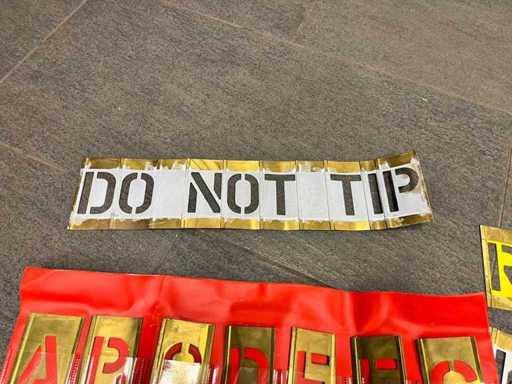 DO NOT TIP
R
A B C D E F G